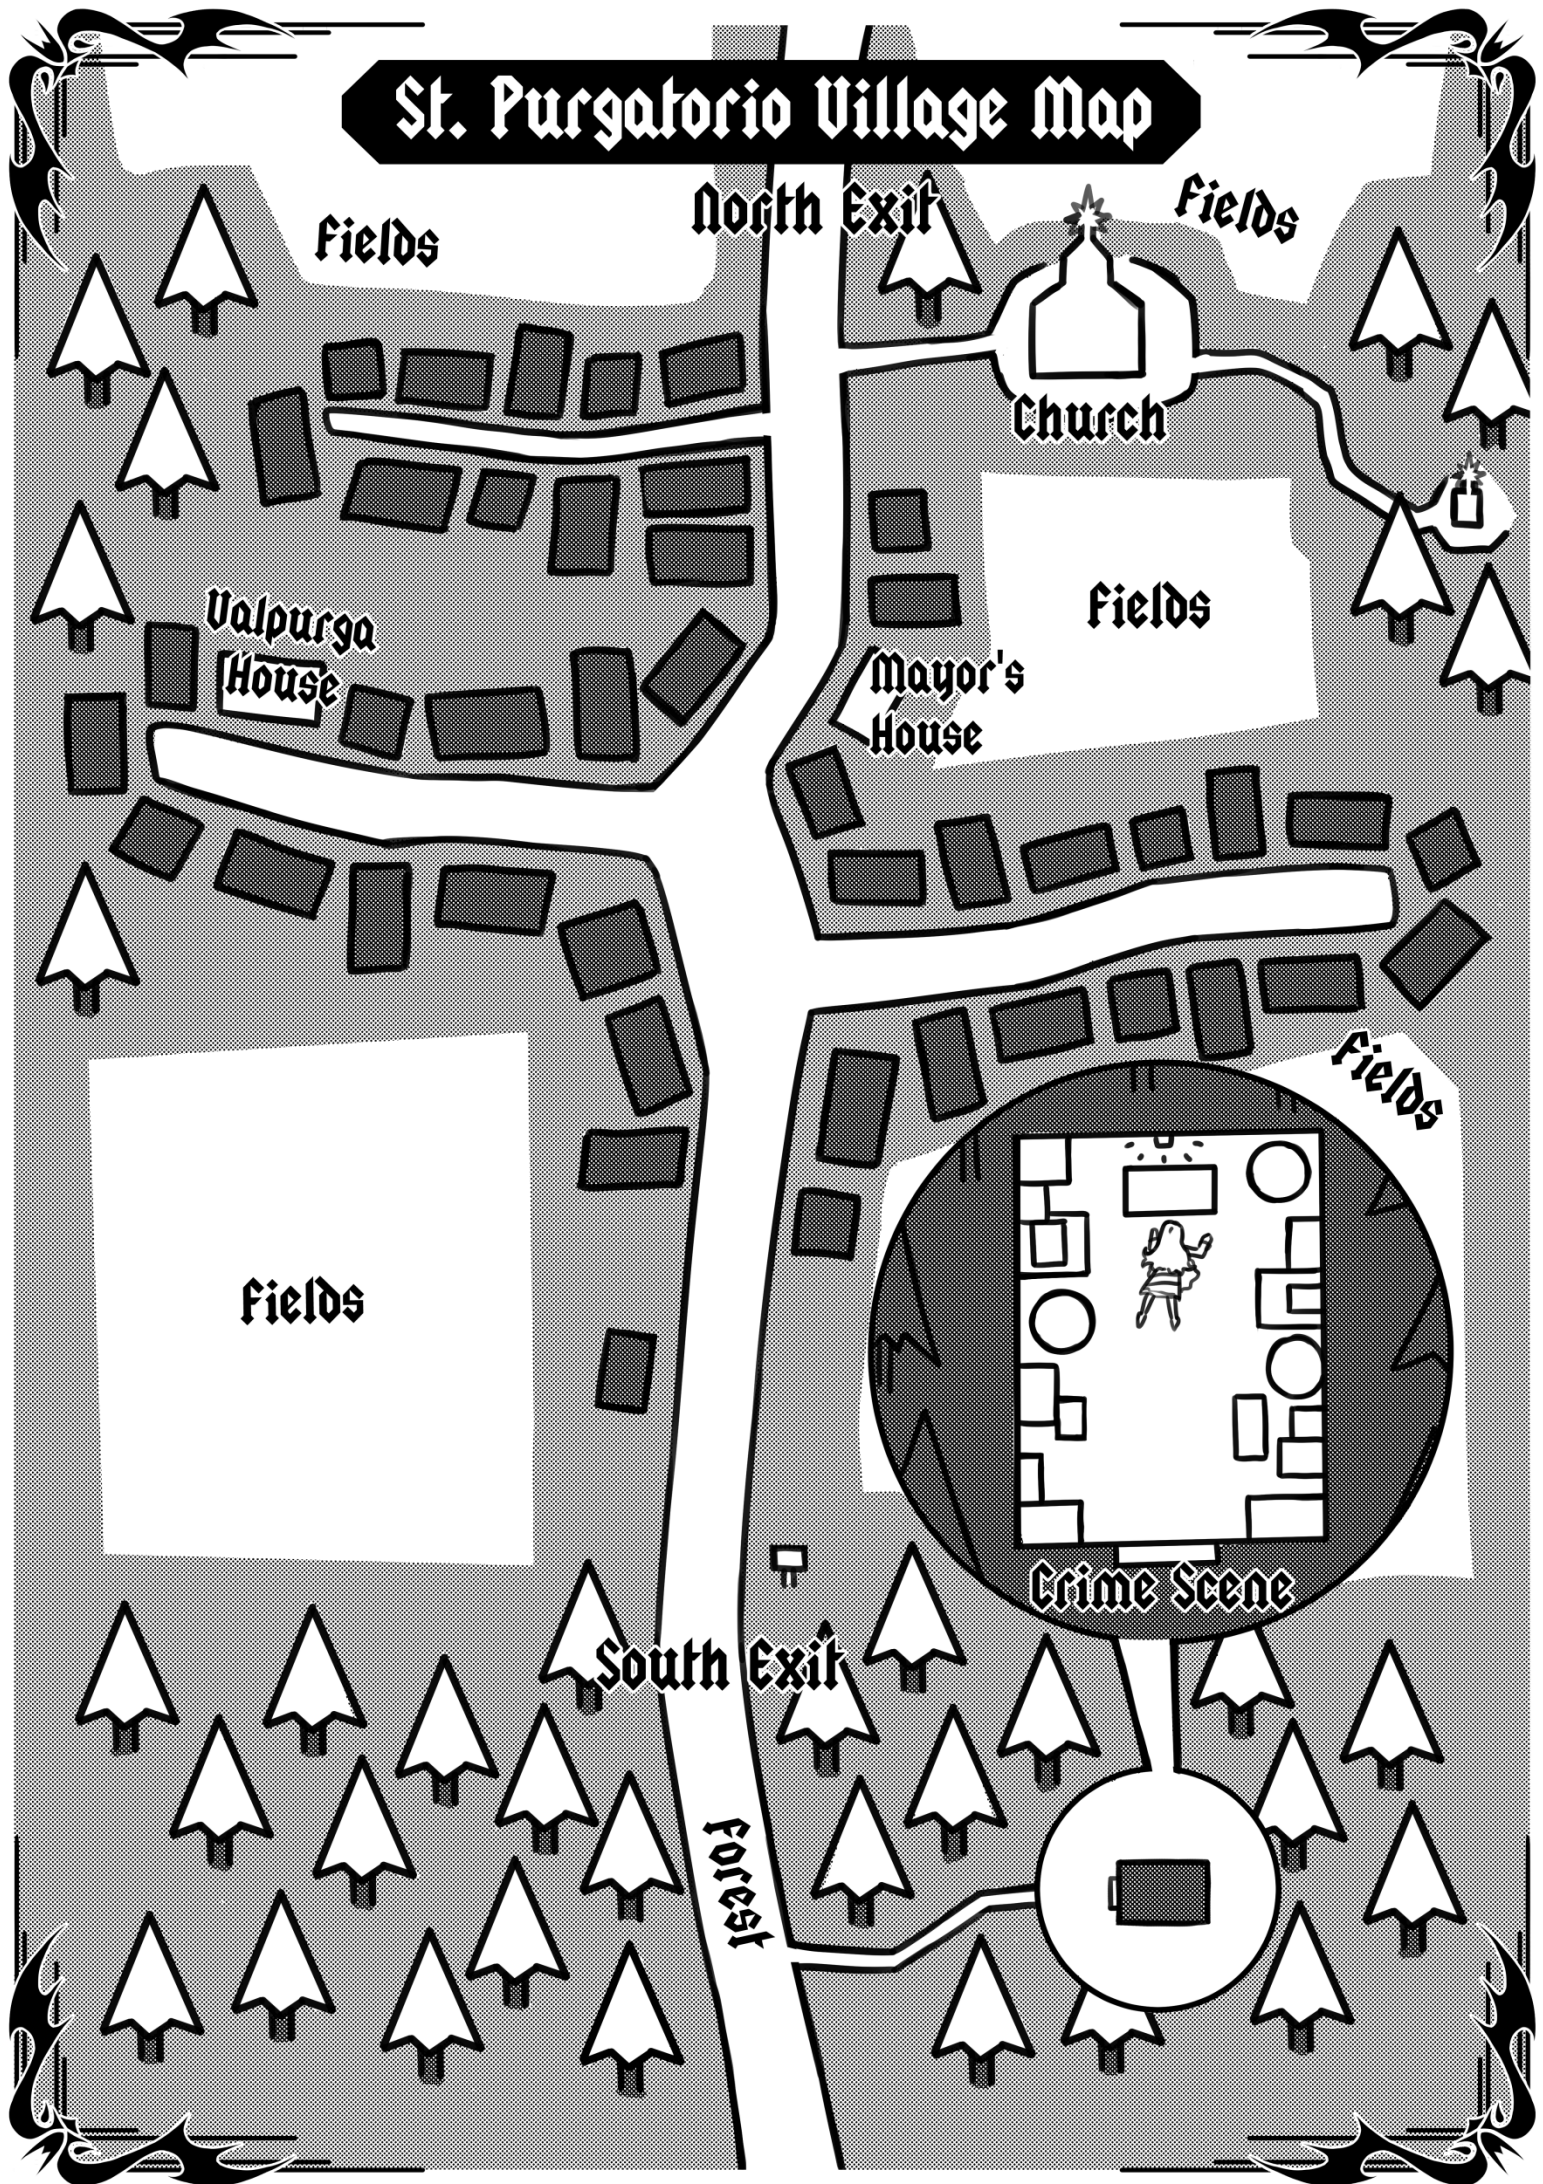 St. Purgatorio Village Map
North Exit
Fields
Fields
Church
Fields
Valpurga
House
Mayor's
House
Fields
Fields
Crime Scene
South Exit
Forest